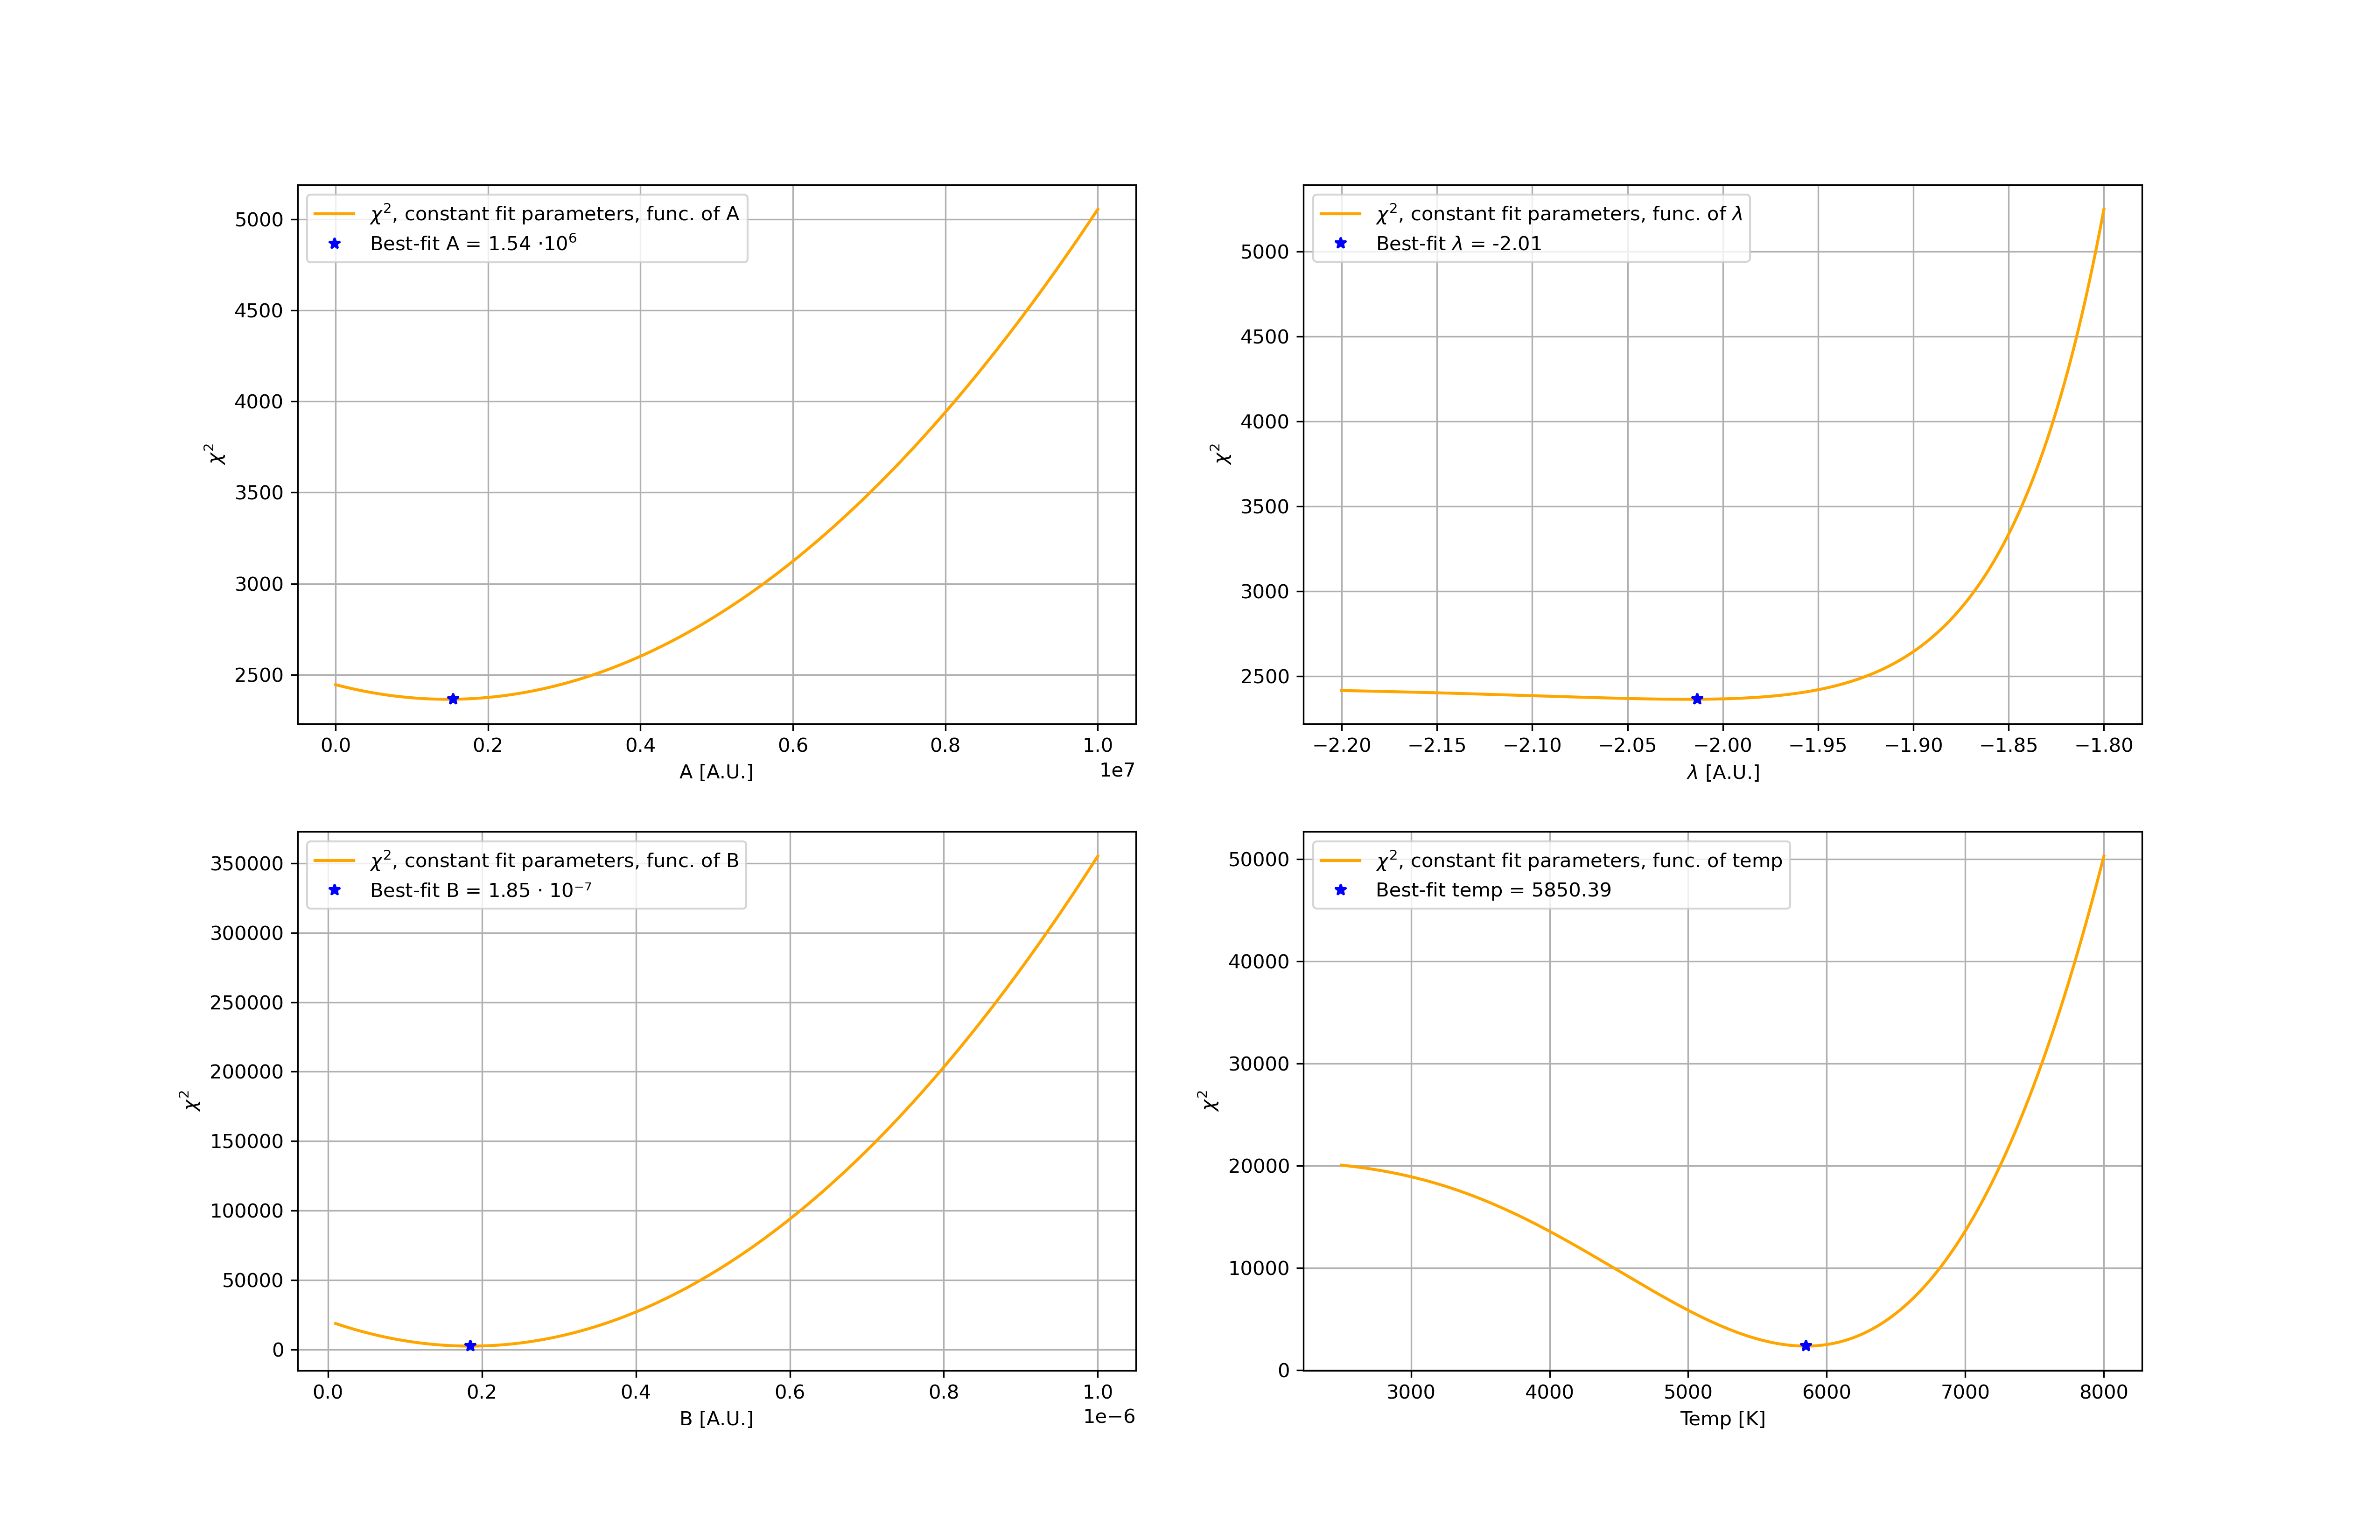 χ², constant fit parameters, func. of A
Best-fit A = 1.54 ·10⁶
5000
4500
4000
3500
3000
2500
χ²
0.0 0.2 0.4 0.6 0.8 1.0
1e7
A [A.U.]
χ², constant fit parameters, func. of λ
Best-fit λ = -2.01
5000
4500
4000
3500
3000
2500
χ²
−2.20 −2.15 −2.10 −2.05 −2.00 −1.95 −1.90 −1.85 −1.80
λ [A.U.]
χ², constant fit parameters, func. of B
Best-fit B = 1.85 · 10⁻⁷
350000
300000
250000
200000
150000
100000
50000
0
χ²
0.0 0.2 0.4 0.6 0.8 1.0
1e−6
B [A.U.]
χ², constant fit parameters, func. of temp
Best-fit temp = 5850.39
50000
40000
30000
20000
10000
0
χ²
3000 4000 5000 6000 7000 8000
Temp [K]